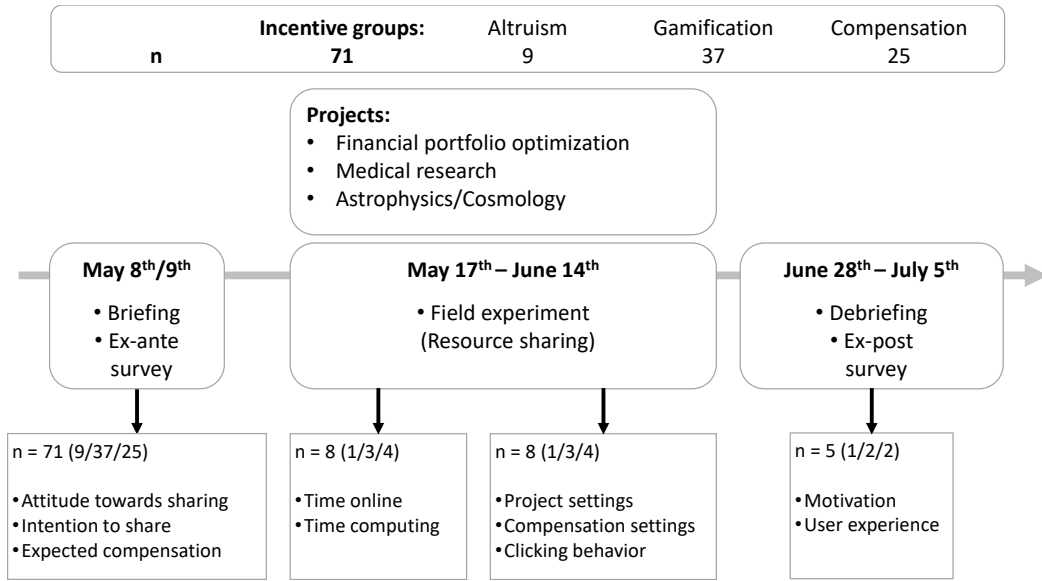 Incentive groups: Altruism Gamification Compensation
n 71 9 37 25
Projects:
• Financial portfolio optimization
• Medical research
• Astrophysics/Cosmology
May 8th/9th
• Briefing
• Ex-ante
survey
May 17th – June 14th
• Field experiment
(Resource sharing)
June 28th – July 5th
• Debriefing
• Ex-post
survey
n = 71 (9/37/25)
• Attitude towards sharing
• Intention to share
• Expected compensation
n = 8 (1/3/4)
• Time online
• Time computing
n = 8 (1/3/4)
• Project settings
• Compensation settings
• Clicking behavior
n = 5 (1/2/2)
• Motivation
• User experience